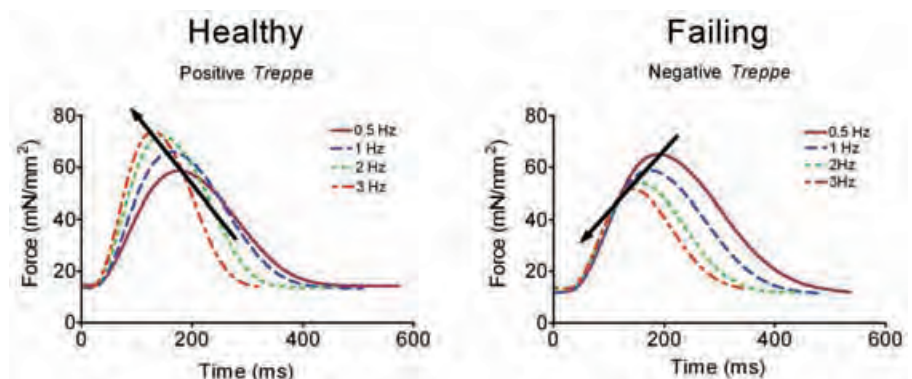 Healthy
Positive Treppe
Force (mN/mm²)
80
60
40
20
0
0 200 400 600
Time (ms)
0.5 Hz
1 Hz
2 Hz
3 Hz
Failing
Negative Treppe
Force (mN/mm²)
80
60
40
20
0
0 200 400 600
Time (ms)
0.5 Hz
1 Hz
2Hz
3Hz